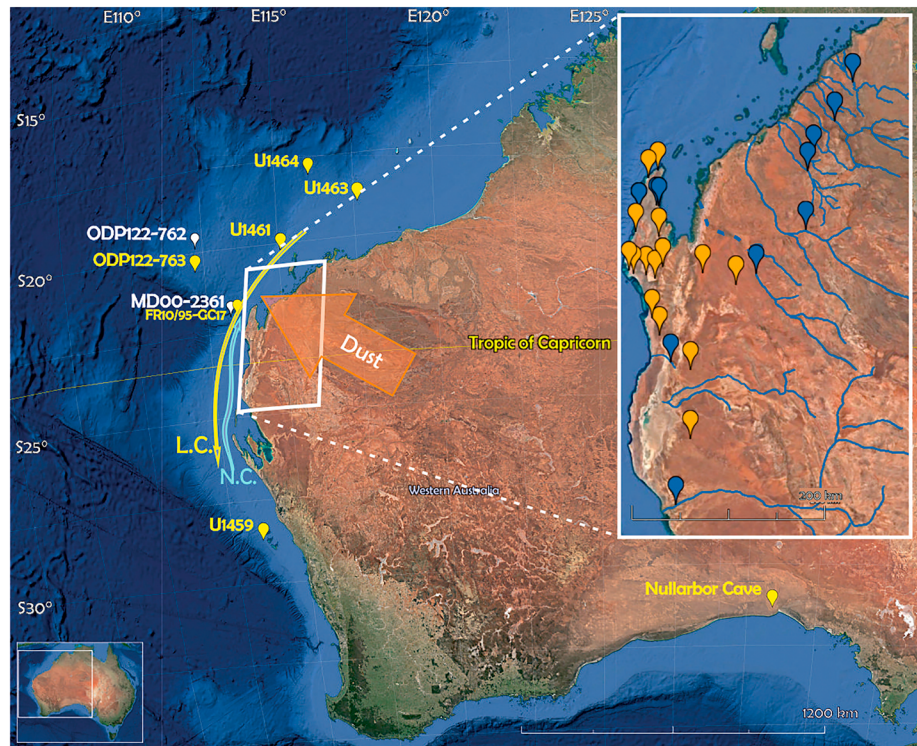 E110°
E115°
E120°
E125°
S15°
U1464
U1463
ODP122-762
U1461
ODP122-763
S20°
MD00-2361
FR10/95-GC17
Dust
Tropic of Capricorn
L.C.
S25°
N.C.
Western Australia
200 km
U1459
Nullarbor Cave
S30°
1200 km